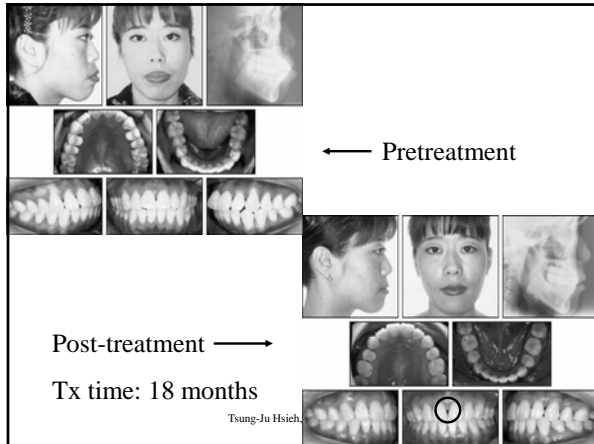 Pretreatment
Post-treatment
Tx time: 18 months
Tsung-Ju Hsieh,